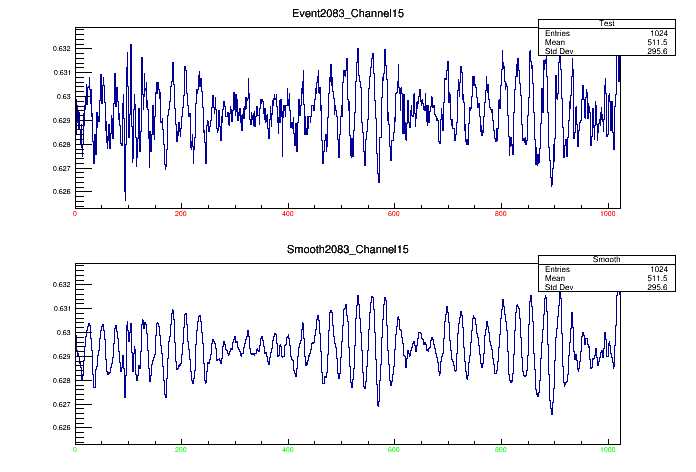 Event2083_Channel15
Test
Entries 1024
Mean 511.5
Std Dev 295.6
0.632
0.631
0.63
0.629
0.628
0.627
0.626
0 200 400 600 800 1000
Smooth2083_Channel15
Smooth
Entries 1024
Mean 511.5
Std Dev 295.6
0.632
0.631
0.63
0.629
0.628
0.627
0.626
0 200 400 600 800 1000